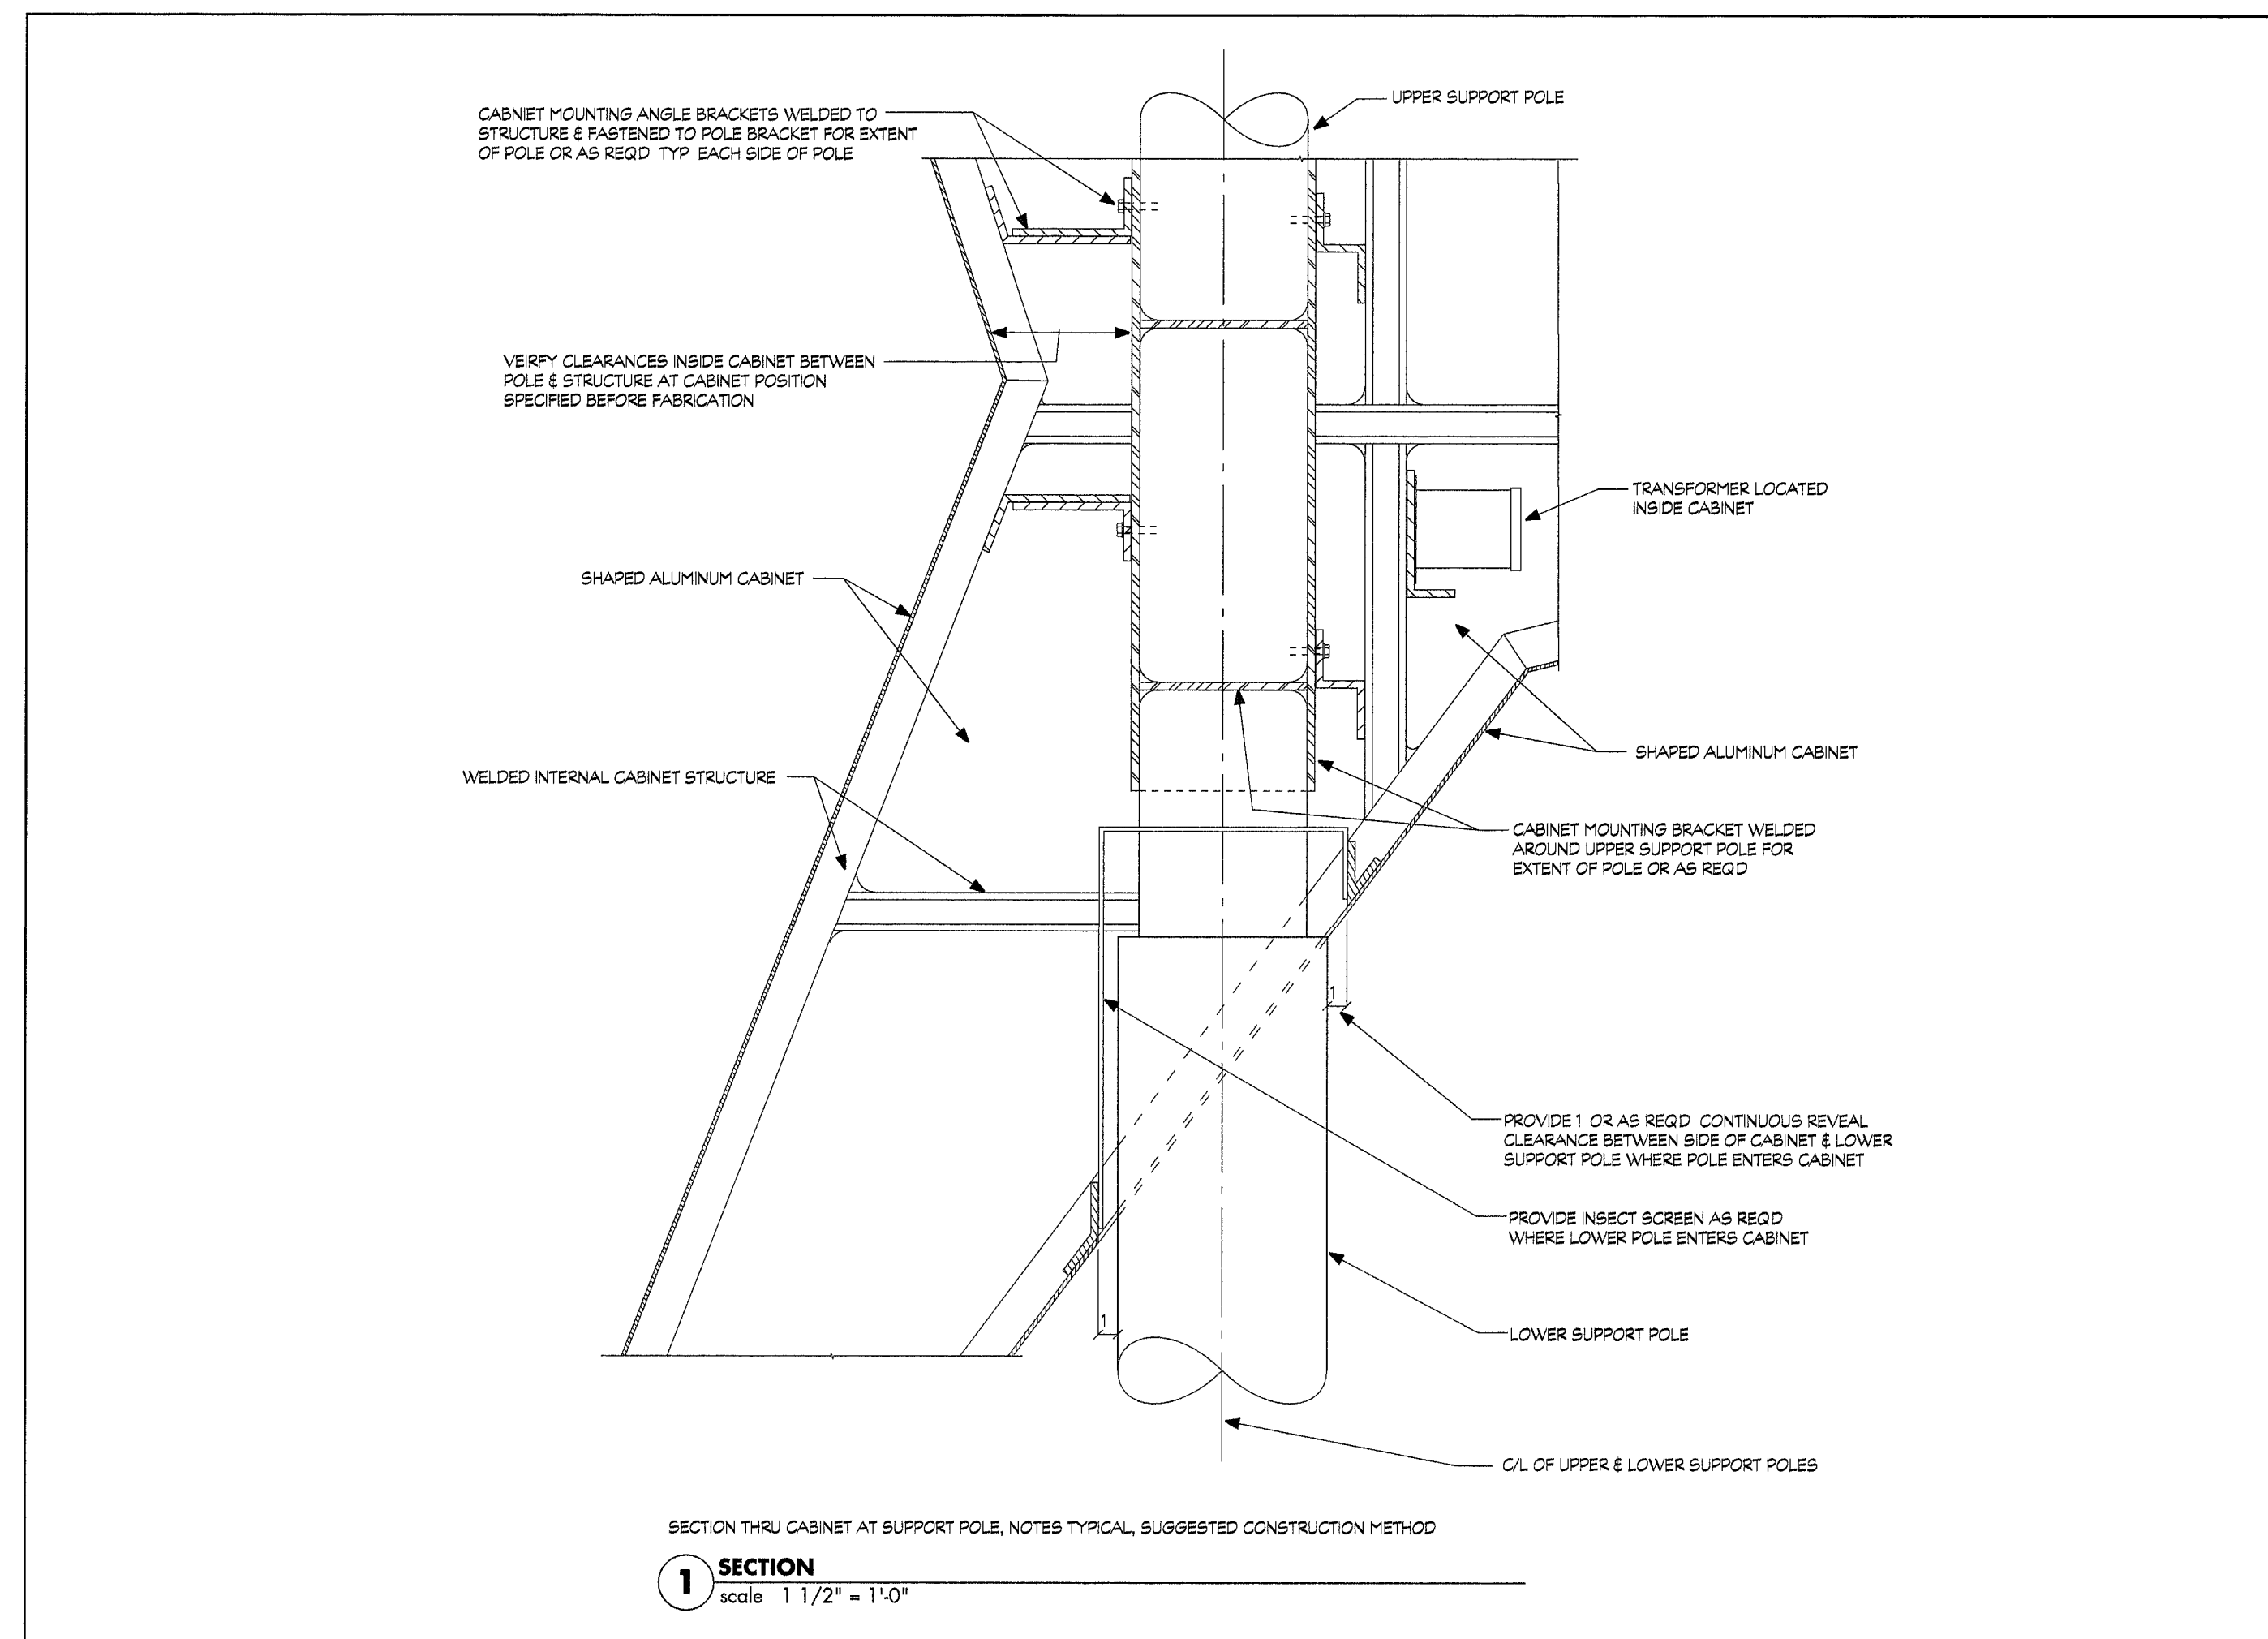 CABNIET MOUNTING ANGLE BRACKETS WELDED TO
STRUCTURE & FASTENED TO POLE BRACKET FOR EXTENT
OF POLE OR AS REQD TYP EACH SIDE OF POLE
UPPER SUPPORT POLE
VEIRFY CLEARANCES INSIDE CABINET BETWEEN
POLE & STRUCTURE AT CABINET POSITION
SPECIFIED BEFORE FABRICATION
TRANSFORMER LOCATED
INSIDE CABINET
SHAPED ALUMINUM CABINET
SHAPED ALUMINUM CABINET
WELDED INTERNAL CABINET STRUCTURE
CABINET MOUNTING BRACKET WELDED
AROUND UPPER SUPPORT POLE FOR
EXTENT OF POLE OR AS REQD
1
PROVIDE 1 OR AS REQD CONTINUOUS REVEAL
CLEARANCE BETWEEN SIDE OF CABINET & LOWER
SUPPORT POLE WHERE POLE ENTERS CABINET
PROVIDE INSECT SCREEN AS REQD
WHERE LOWER POLE ENTERS CABINET
1
LOWER SUPPORT POLE
C/L OF UPPER & LOWER SUPPORT POLES
SECTION THRU CABINET AT SUPPORT POLE, NOTES TYPICAL, SUGGESTED CONSTRUCTION METHOD
1 SECTION
scale 1 1/2" = 1'-0"